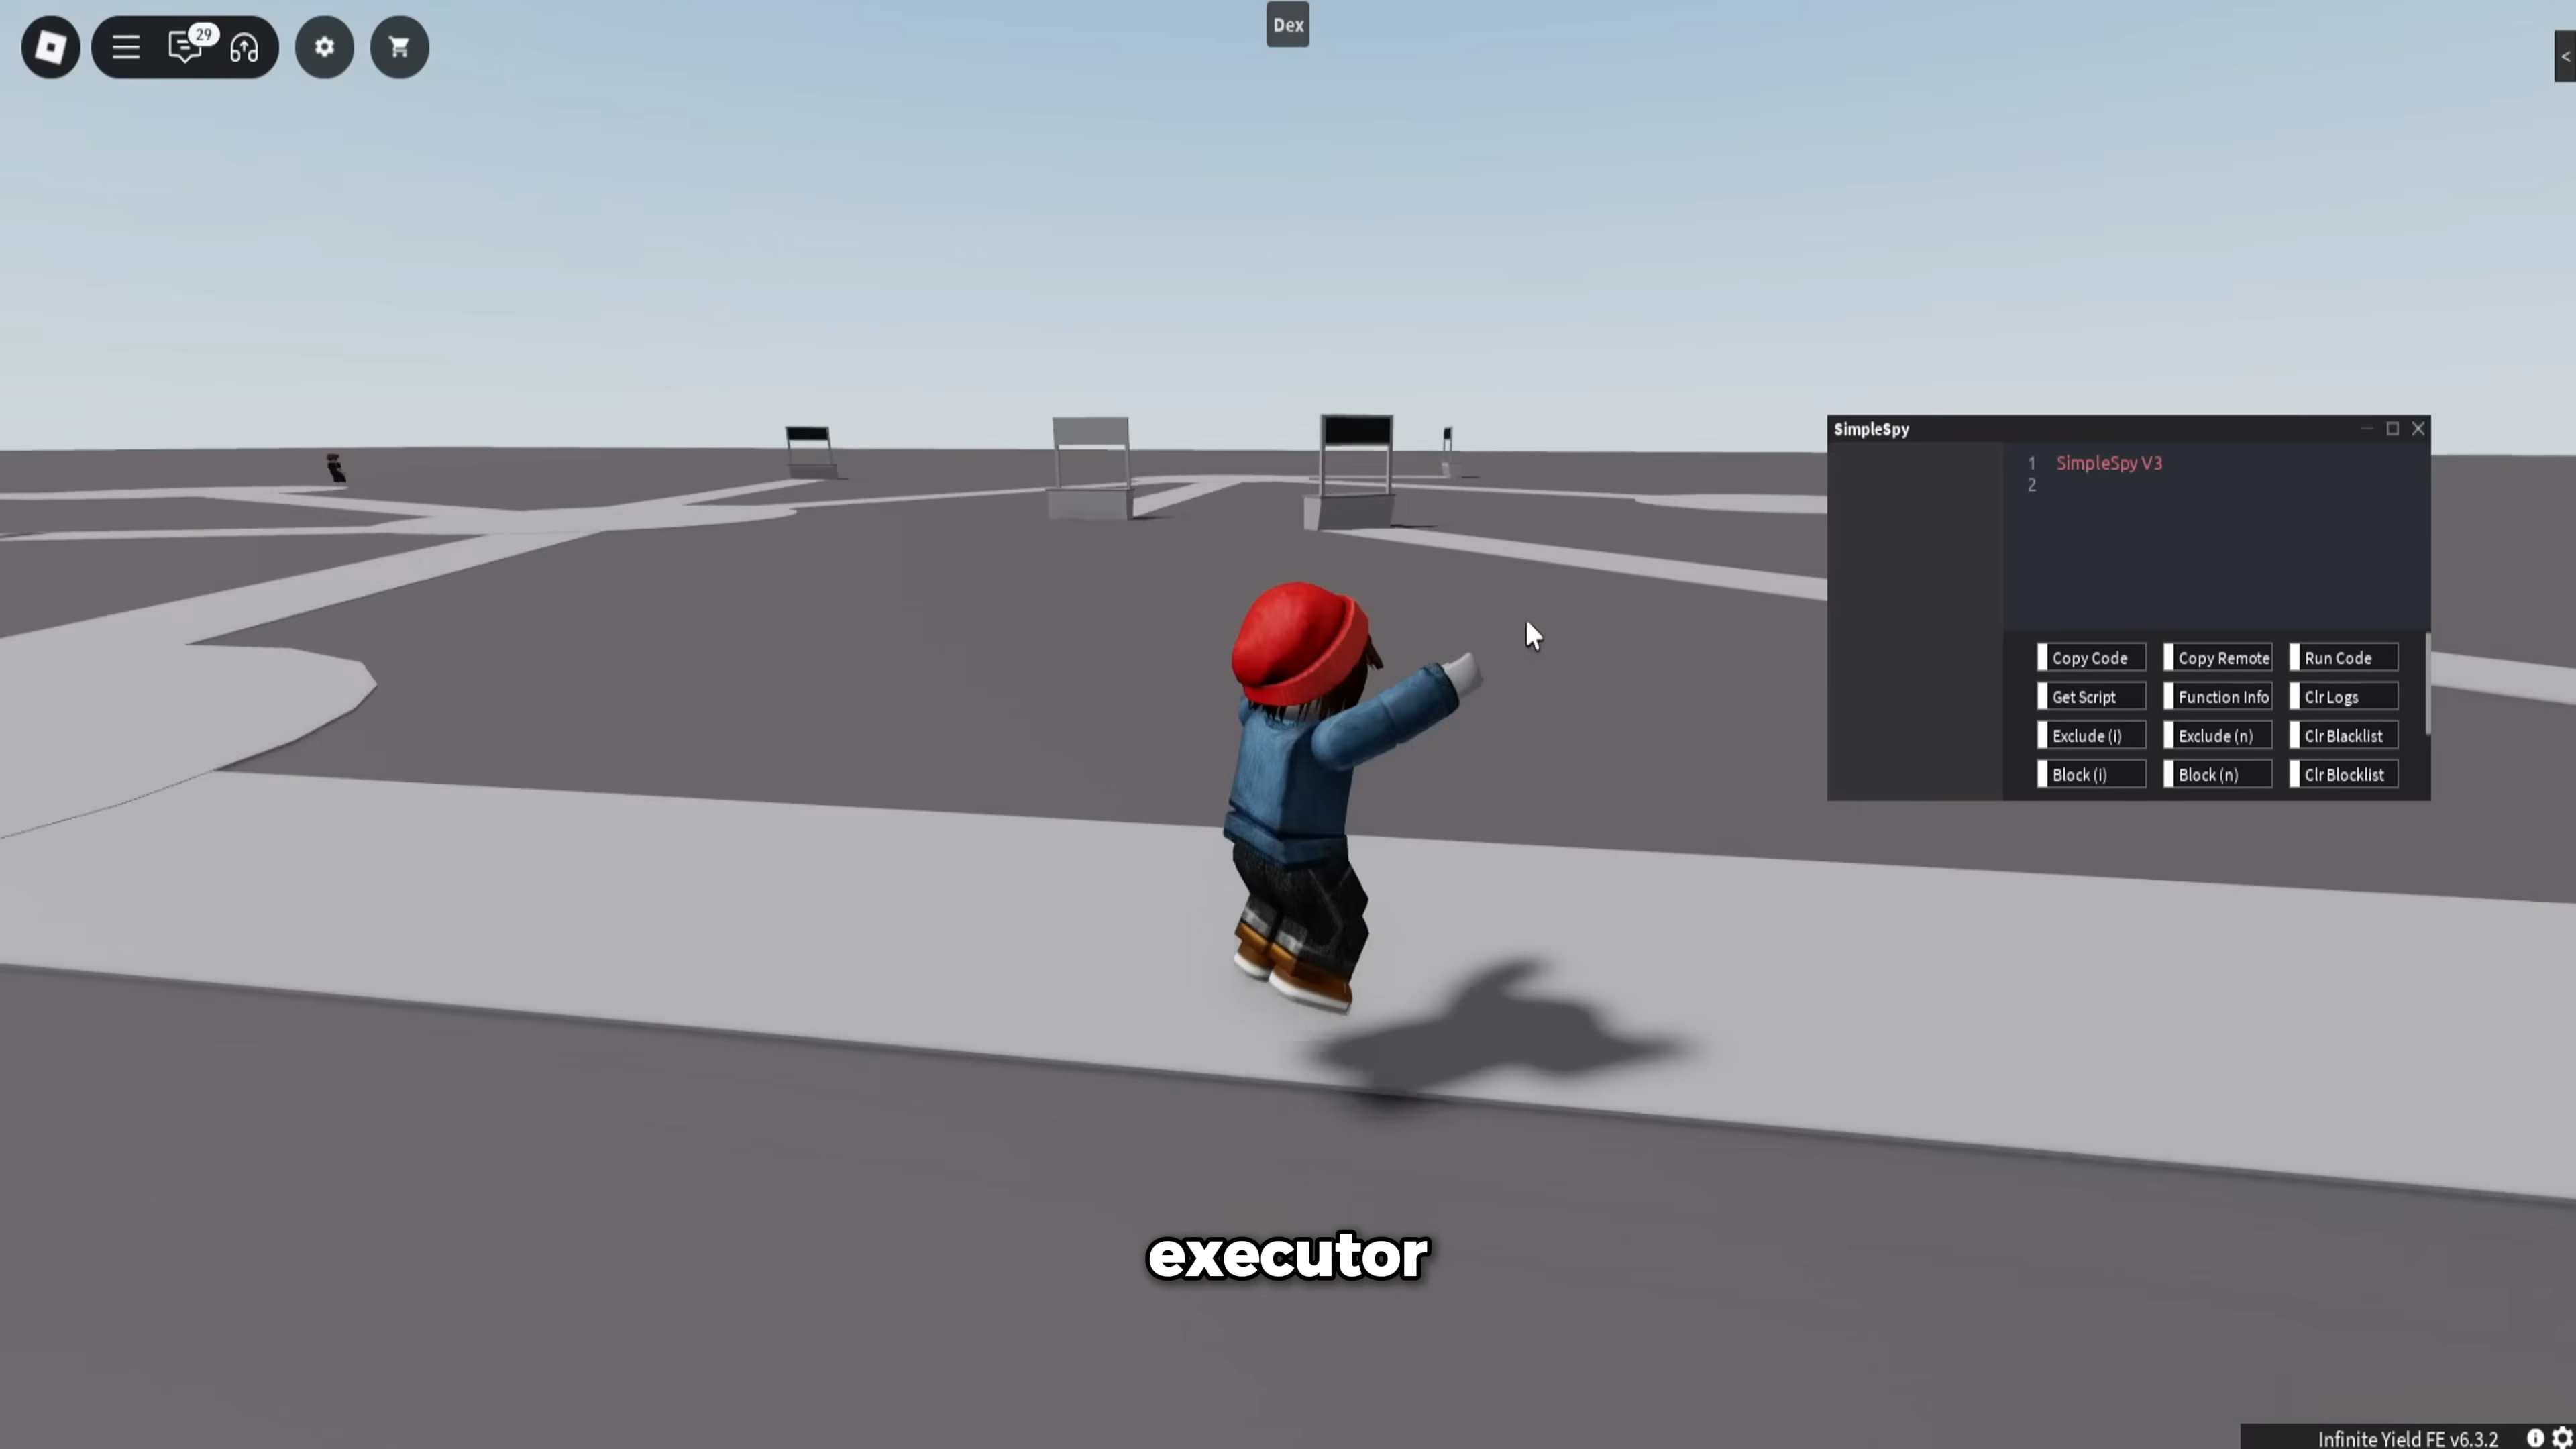 29
Dex
<
SimpleSpy
1 SimpleSpy V3
2
Copy Code Copy Remote Run Code
Get Script Function Info Clr Logs
Exclude (i) Exclude (n) Clr Blacklist
Block (i) Block (n) Clr Blocklist
executor
Infinite Yield FE v6.3.2